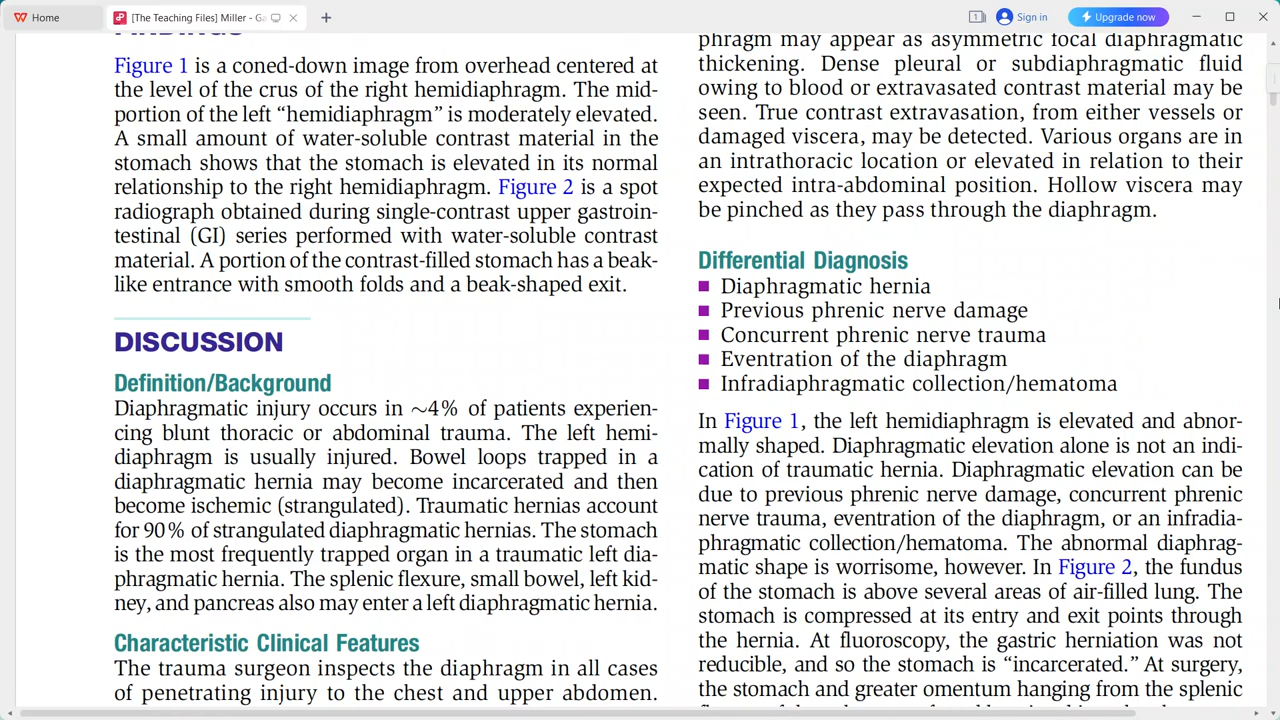 Home
[The Teaching Files] Miller - Ga
1
Sign in
Upgrade now
Figure 1 is a coned-down image from overhead centered at
the level of the crus of the right hemidiaphragm. The mid-
portion of the left “hemidiaphragm” is moderately elevated.
A small amount of water-soluble contrast material in the
stomach shows that the stomach is elevated in its normal
relationship to the right hemidiaphragm. Figure 2 is a spot
radiograph obtained during single-contrast upper gastroin-
testinal (GI) series performed with water-soluble contrast
material. A portion of the contrast-filled stomach has a beak-
like entrance with smooth folds and a beak-shaped exit.
DISCUSSION
Definition/Background
Diaphragmatic injury occurs in ~4% of patients experien-
cing blunt thoracic or abdominal trauma. The left hemi-
diaphragm is usually injured. Bowel loops trapped in a
diaphragmatic hernia may become incarcerated and then
become ischemic (strangulated). Traumatic hernias account
for 90% of strangulated diaphragmatic hernias. The stomach
is the most frequently trapped organ in a traumatic left dia-
phragmatic hernia. The splenic flexure, small bowel, left kid-
ney, and pancreas also may enter a left diaphragmatic hernia.
Characteristic Clinical Features
The trauma surgeon inspects the diaphragm in all cases
of penetrating injury to the chest and upper abdomen.
phragm may appear as asymmetric focal diaphragmatic
thickening. Dense pleural or subdiaphragmatic fluid
owing to blood or extravasated contrast material may be
seen. True contrast extravasation, from either vessels or
damaged viscera, may be detected. Various organs are in
an intrathoracic location or elevated in relation to their
expected intra-abdominal position. Hollow viscera may
be pinched as they pass through the diaphragm.
Differential Diagnosis
■ Diaphragmatic hernia
■ Previous phrenic nerve damage
■ Concurrent phrenic nerve trauma
■ Eventration of the diaphragm
■ Infradiaphragmatic collection/hematoma
In Figure 1, the left hemidiaphragm is elevated and abnor-
mally shaped. Diaphragmatic elevation alone is not an indi-
cation of traumatic hernia. Diaphragmatic elevation can be
due to previous phrenic nerve damage, concurrent phrenic
nerve trauma, eventration of the diaphragm, or an infradia-
phragmatic collection/hematoma. The abnormal diaphrag-
matic shape is worrisome, however. In Figure 2, the fundus
of the stomach is above several areas of air-filled lung. The
stomach is compressed at its entry and exit points through
the hernia. At fluoroscopy, the gastric herniation was not
reducible, and so the stomach is “incarcerated.” At surgery,
the stomach and greater omentum hanging from the splenic